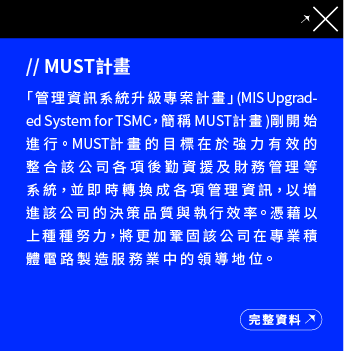 // MUST計畫
「管理資訊系統升級專案計畫」(MIS Upgrad-
ed System for TSMC，簡稱 MUST計畫)剛開始
進行。MUST計畫的目標在於強力有效的
整合該公司各項後勤資援及財務管理等
系統，並即時轉換成各項管理資訊，以增
進該公司的決策品質與執行效率。憑藉以
上種種努力，將更加鞏固該公司在專業積
體電路製造服務業中的領導地位。
完整資料↗